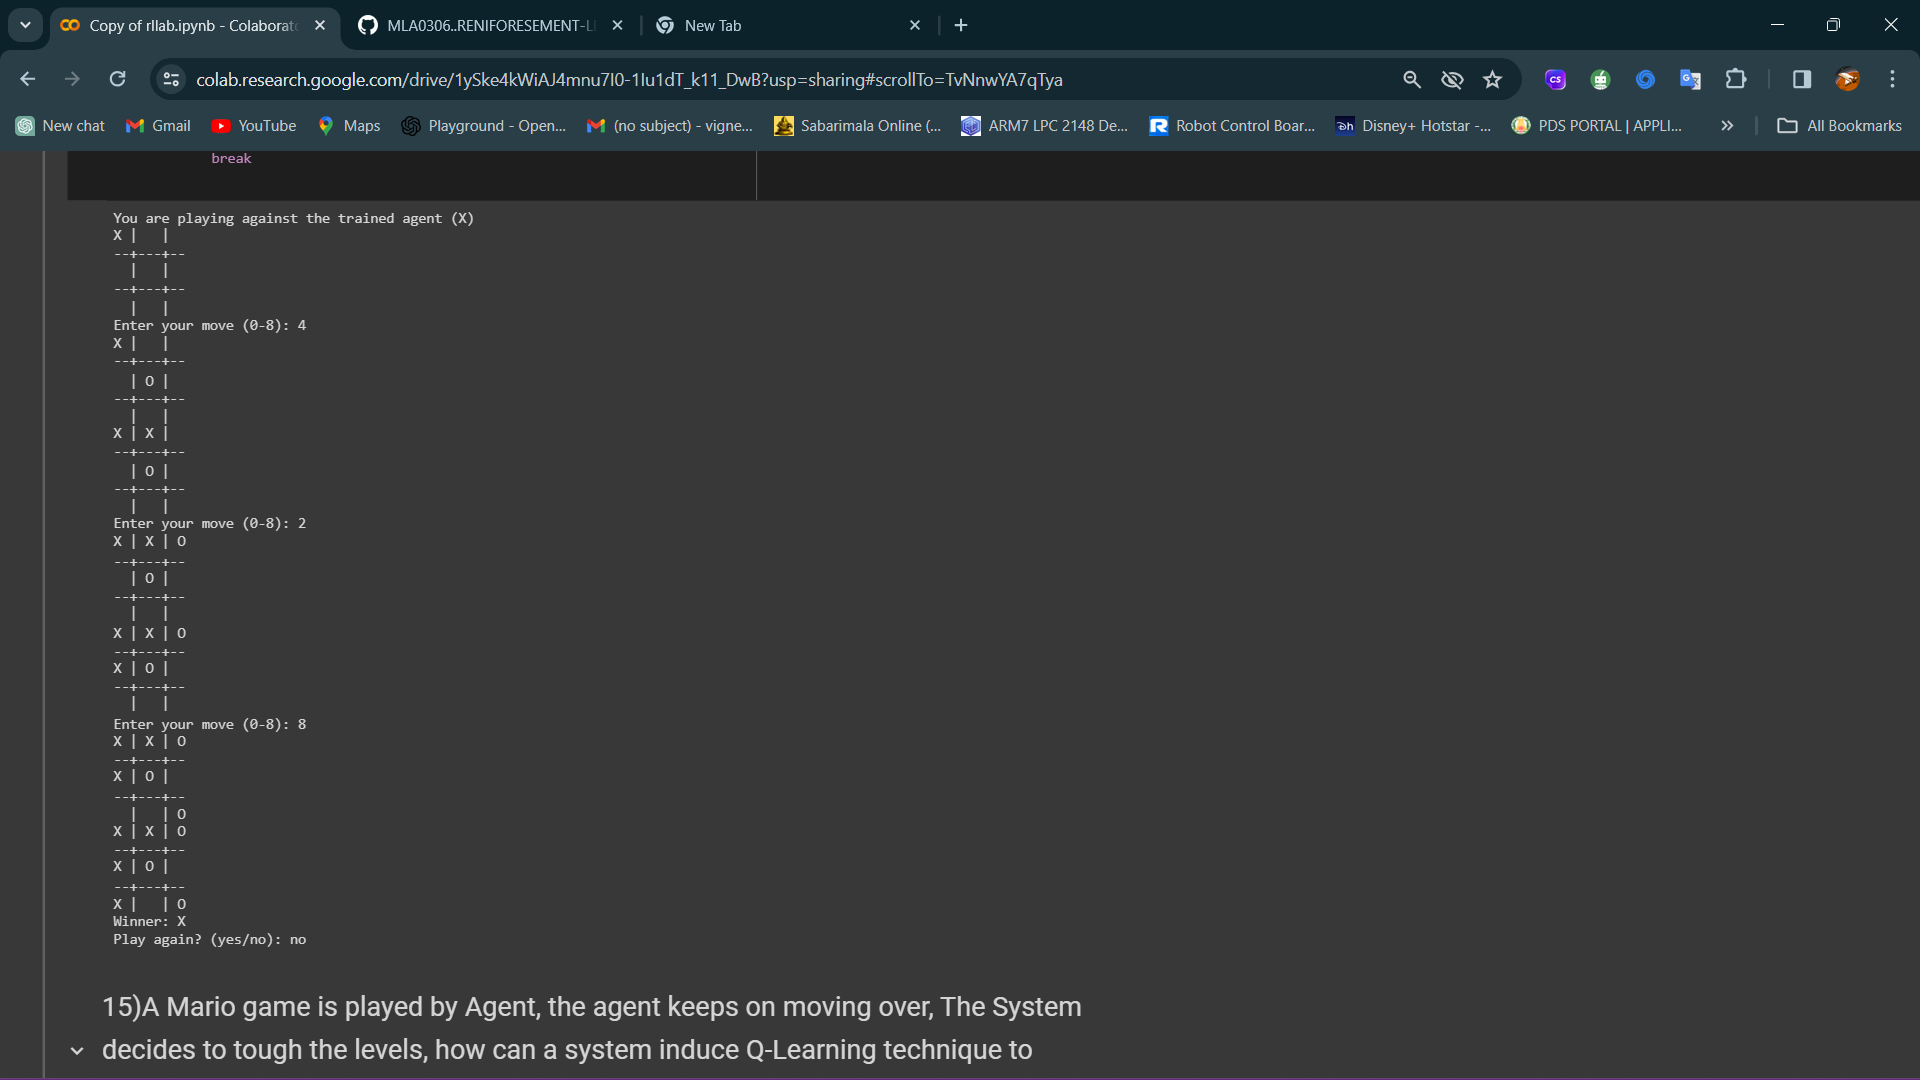 Copy of rllab.ipynb - Colaborato
MLA0306..RENIFORESEMENT-L
New Tab
colab.research.google.com/drive/1ySke4kWiAJ4mnu7I0-1Iu1dT_k11_DwB?usp=sharing#scrollTo=TvNnwYA7qTya
New chat Gmail YouTube Maps Playground - Open... (no subject) - vigne... Sabarimala Online (... ARM7 LPC 2148 De... Robot Control Boar... Disney+ Hotstar -... PDS PORTAL | APPLI... » All Bookmarks
break
You are playing against the trained agent (X)
X |   |
--+---+--
  |   |
--+---+--
  |   |
Enter your move (0-8): 4
X |   |
--+---+--
  | O |
--+---+--
  |   |
X | X |
--+---+--
  | O |
--+---+--
  |   |
Enter your move (0-8): 2
X | X | O
--+---+--
  | O |
--+---+--
  |   |
X | X | O
--+---+--
X | O |
--+---+--
  |   |
Enter your move (0-8): 8
X | X | O
--+---+--
X | O |
--+---+--
  |   | O
X | X | O
--+---+--
X | O |
--+---+--
X |   | O
Winner: X
Play again? (yes/no): no
15)A Mario game is played by Agent, the agent keeps on moving over, The System
decides to tough the levels, how can a system induce Q-Learning technique to